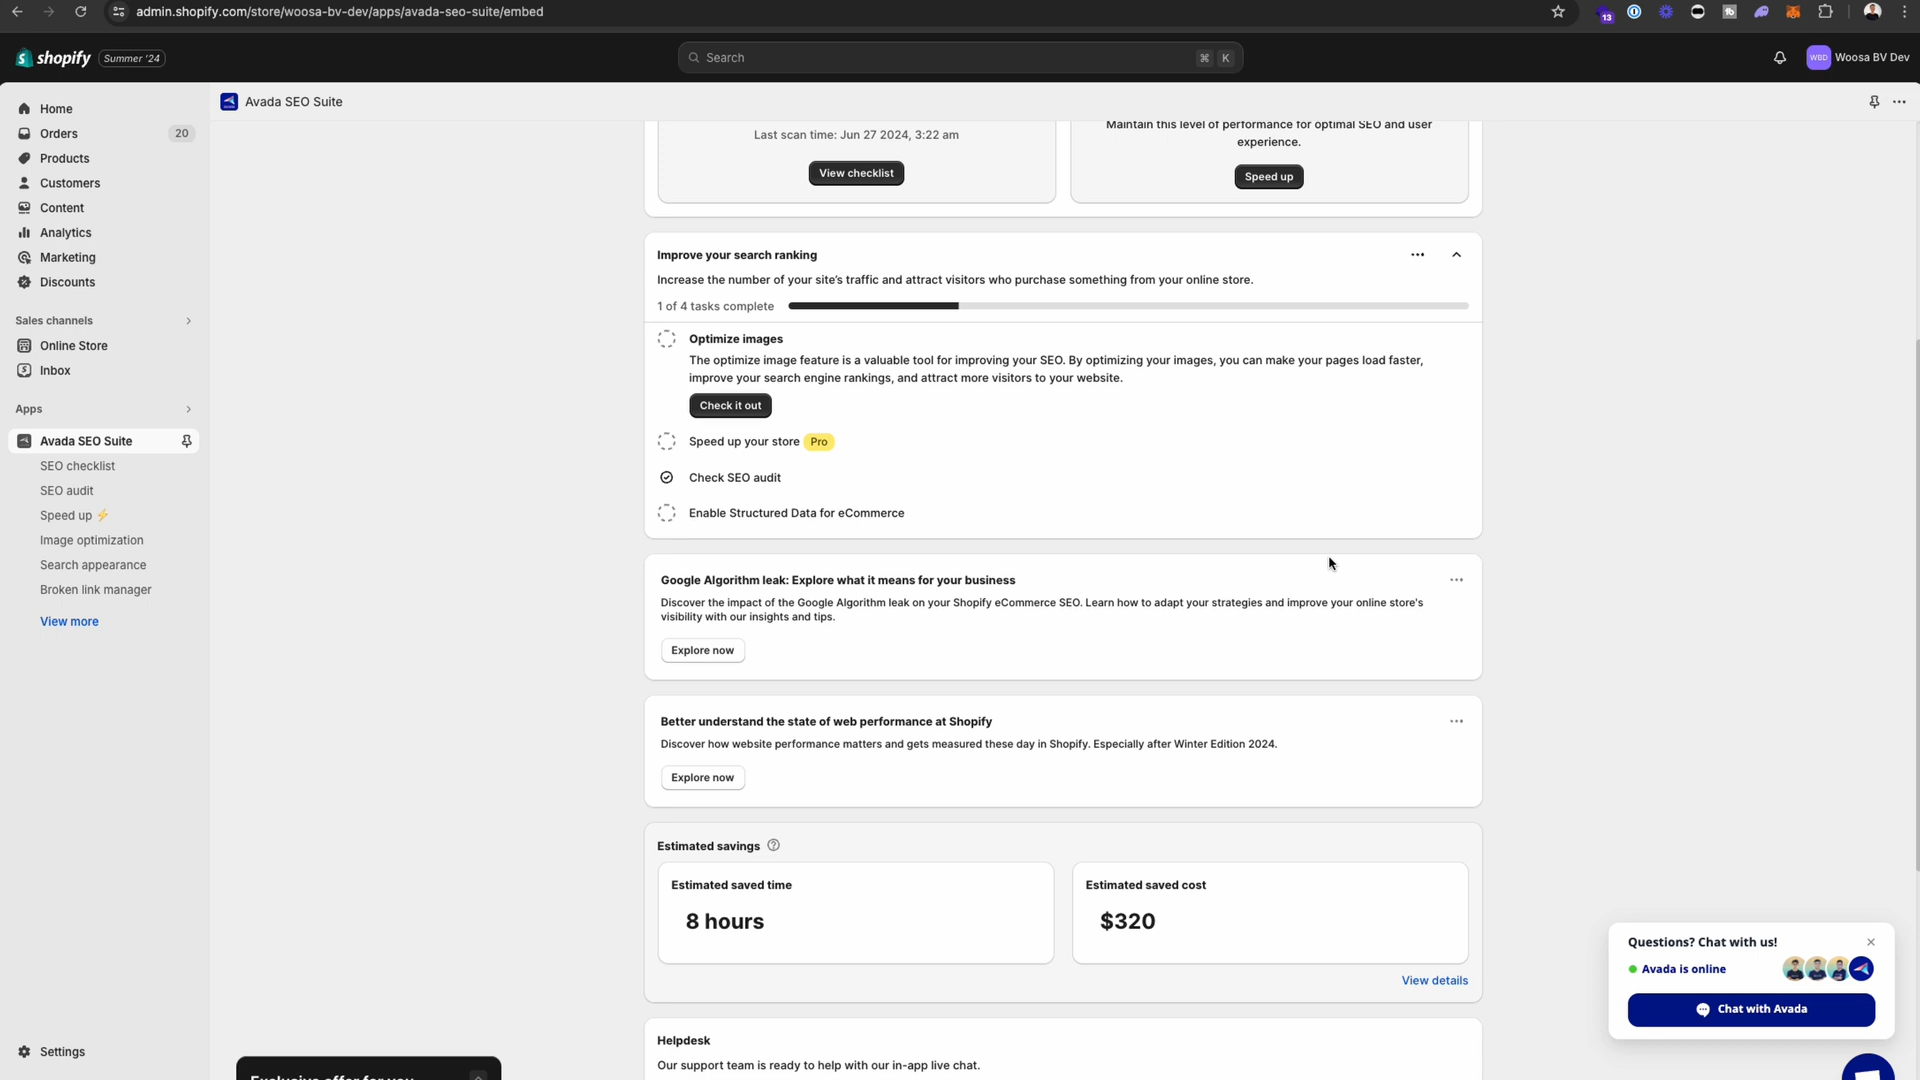 admin.shopify.com/store/woosa-bv-dev/apps/avada-seo-suite/embed
13
shopify
Summer '24
Search
⌘ K
WBD
Woosa BV Dev
Home
Orders
20
Products
Customers
Content
Analytics
Marketing
Discounts
Sales channels
Online Store
Inbox
Apps
Avada SEO Suite
SEO checklist
SEO audit
Speed up ⚡
Image optimization
Search appearance
Broken link manager
View more
Settings
Avada SEO Suite
Last scan time: Jun 27 2024, 3:22 am
View checklist
Maintain this level of performance for optimal SEO and user
experience.
Speed up
Improve your search ranking
Increase the number of your site's traffic and attract visitors who purchase something from your online store.
1 of 4 tasks complete
Optimize images
The optimize image feature is a valuable tool for improving your SEO. By optimizing your images, you can make your pages load faster,
improve your search engine rankings, and attract more visitors to your website.
Check it out
Speed up your store Pro
Check SEO audit
Enable Structured Data for eCommerce
Google Algorithm leak: Explore what it means for your business
Discover the impact of the Google Algorithm leak on your Shopify eCommerce SEO. Learn how to adapt your strategies and improve your online store's
visibility with our insights and tips.
Explore now
Better understand the state of web performance at Shopify
Discover how website performance matters and gets measured these day in Shopify. Especially after Winter Edition 2024.
Explore now
Estimated savings
Estimated saved time
8 hours
Estimated saved cost
$320
View details
Helpdesk
Our support team is ready to help with our in-app live chat.
Exclusive offer for you
Questions? Chat with us!
Avada is online
Chat with Avada